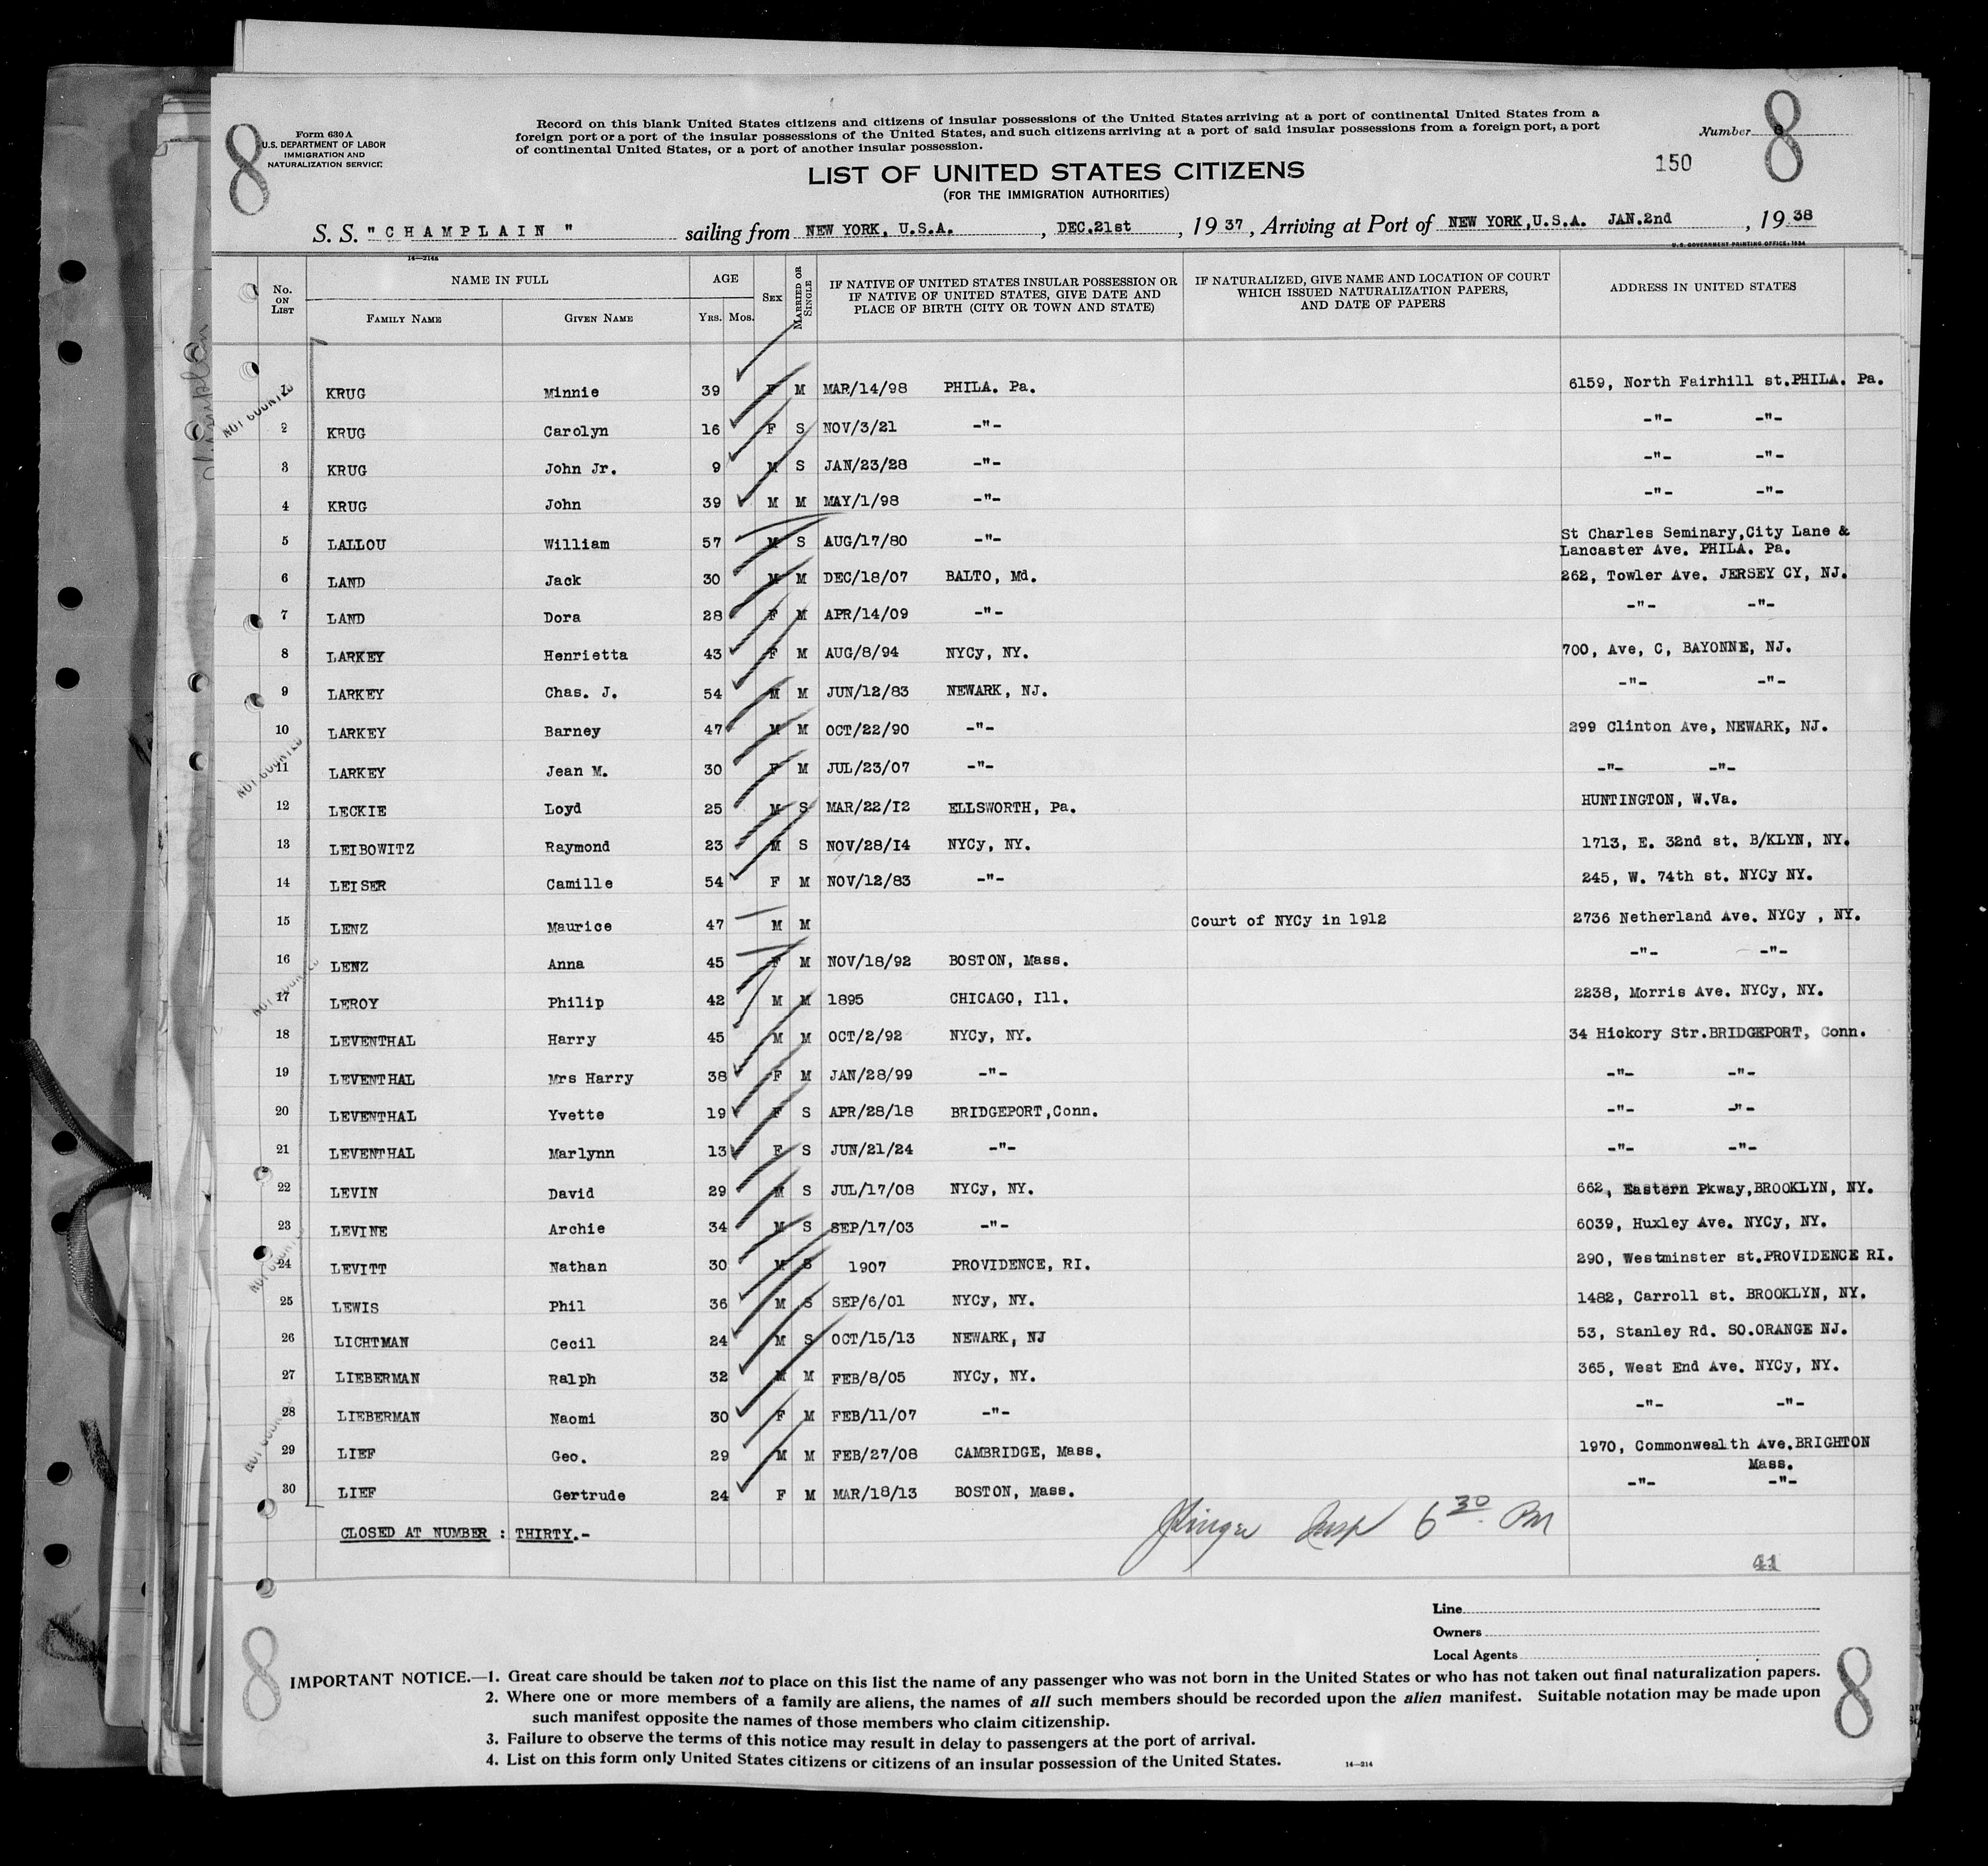 Form 630 A
U.S. DEPARTMENT OF LABOR
IMMIGRATION AND
NATURALIZATION SERVICE
8
Record on this blank United States citizens and citizens of insular possessions of the United States arriving at a port of continental United States from a
foreign port or a port of the insular possessions of the United States, and such citizens arriving at a port of said insular possessions from a foreign port, a port
of continental United States, or a port of another insular possession.
Number 8
8
150
LIST OF UNITED STATES CITIZENS
(FOR THE IMMIGRATION AUTHORITIES)
S. S. "CHAMPLAIN" sailing from NEW YORK, U.S.A., DEC.21st, 1937, Arriving at Port of NEW YORK,U.S.A. JAN.2nd, 1938
U.S. GOVERNMENT PRINTING OFFICE: 1934
14—214a
No. ON LIST NAME IN FULL FAMILY NAME GIVEN NAME AGE YRS. MOS. SEX MARRIED OR SINGLE IF NATIVE OF UNITED STATES INSULAR POSSESSION OR IF NATIVE OF UNITED STATES, GIVE DATE AND PLACE OF BIRTH (CITY OR TOWN AND STATE) IF NATURALIZED, GIVE NAME AND LOCATION OF COURT WHICH ISSUED NATURALIZATION PAPERS, AND DATE OF PAPERS ADDRESS IN UNITED STATES
NOT COUNTED
1 KRUG Minnie 39 F M MAR/14/98 PHILA. Pa. 6159, North Fairhill st.PHILA. Pa.
2 KRUG Carolyn 16 F S NOV/3/21 -"- -"- -"-
3 KRUG John Jr. 9 M S JAN/23/28 -"- -"- -"-
4 KRUG John 39 M M MAY/1/98 -"- -"- -"-
5 LALLOU William 57 M S AUG/17/80 -"- St Charles Seminary,City Lane &
Lancaster Ave. PHILA. Pa.
6 LAND Jack 30 M M DEC/18/07 BALTO, Md. 262, Towler Ave. JERSEY CY, NJ.
7 LAND Dora 28 F M APR/14/09 -"- -"- -"-
8 LARKEY Henrietta 43 F M AUG/8/94 NYCy, NY. 700, Ave, C, BAYONNE, NJ.
9 LARKEY Chas. J. 54 M M JUN/12/83 NEWARK, NJ. -"- -"-
10 LARKEY Barney 47 M M OCT/22/90 -"- 299 Clinton Ave, NEWARK, NJ.
NOT COUNTED
11 LARKEY Jean M. 30 F M JUL/23/07 -"- -"- -"-
12 LECKIE Loyd 25 M S MAR/22/I2 ELLSWORTH, Pa. HUNTINGTON, W.Va.
13 LEIBOWITZ Raymond 23 M S NOV/28/I4 NYCy, NY. 1713, E. 32nd st. B/KLYN, NY.
14 LEISER Camille 54 F M NOV/12/83 -"- 245, W. 74th st. NYCy NY.
15 LENZ Maurice 47 M M Court of NYCy in 1912 2736 Netherland Ave. NYCy , NY.
16 LENZ Anna 45 F M NOV/18/92 BOSTON, Mass. -"- -"-
NOT COUNTED
17 LEROY Philip 42 M M 1895 CHICAGO, Ill. 2238, Morris Ave. NYCy, NY.
18 LEVENTHAL Harry 45 M M OCT/2/92 NYCy, NY. 34 Hickory Str.BRIDGEPORT, Conn.
19 LEVENTHAL Mrs Harry 38 F M JAN/28/99 -"- -"- -"-
20 LEVENTHAL Yvette 19 F S APR/28/18 BRIDGEPORT,Conn. -"- -"-
21 LEVENTHAL Marlynn 13 F S JUN/21/24 -"- -"- -"-
22 LEVIN David 29 M S JUL/17/08 NYCy, NY. 662, Eastern Pkway,BROOKLYN, NY.
23 LEVINE Archie 34 M S SEP/17/03 -"- 6039, Huxley Ave. NYCy, NY.
NOT COUNTED
24 LEVITT Nathan 30 M S 1907 PROVIDENCE, RI. 290, Westminster st.PROVIDENCE RI.
25 LEWIS Phil 36 M S SEP/6/01 NYCy, NY. 1482, Carroll st. BROOKLYN, NY.
26 LICHTMAN Cecil 24 M S OCT/15/13 NEWARK, NJ 53, Stanley Rd. SO.ORANGE NJ.
27 LIEBERMAN Ralph 32 M M FEB/8/05 NYCy, NY. 365, West End Ave. NYCy, NY.
28 LIEBERMAN Naomi 30 F M FEB/11/07 -"- -"- -"-
NOT COUNTED
29 LIEF Geo. 29 M M FEB/27/08 CAMBRIDGE, Mass. 1970, Commonwealth Ave.BRIGHTON
Mass.
30 LIEF Gertrude 24 F M MAR/18/13 BOSTON, Mass. -"- -"-
CLOSED AT NUMBER : THIRTY.-
Insp 6 30 PM
41
Line
Owners
Local Agents
8
8
IMPORTANT NOTICE.—1. Great care should be taken not to place on this list the name of any passenger who was not born in the United States or who has not taken out final naturalization papers.
2. Where one or more members of a family are aliens, the names of all such members should be recorded upon the alien manifest. Suitable notation may be made upon
such manifest opposite the names of those members who claim citizenship.
3. Failure to observe the terms of this notice may result in delay to passengers at the port of arrival.
4. List on this form only United States citizens or citizens of an insular possession of the United States.
14—214